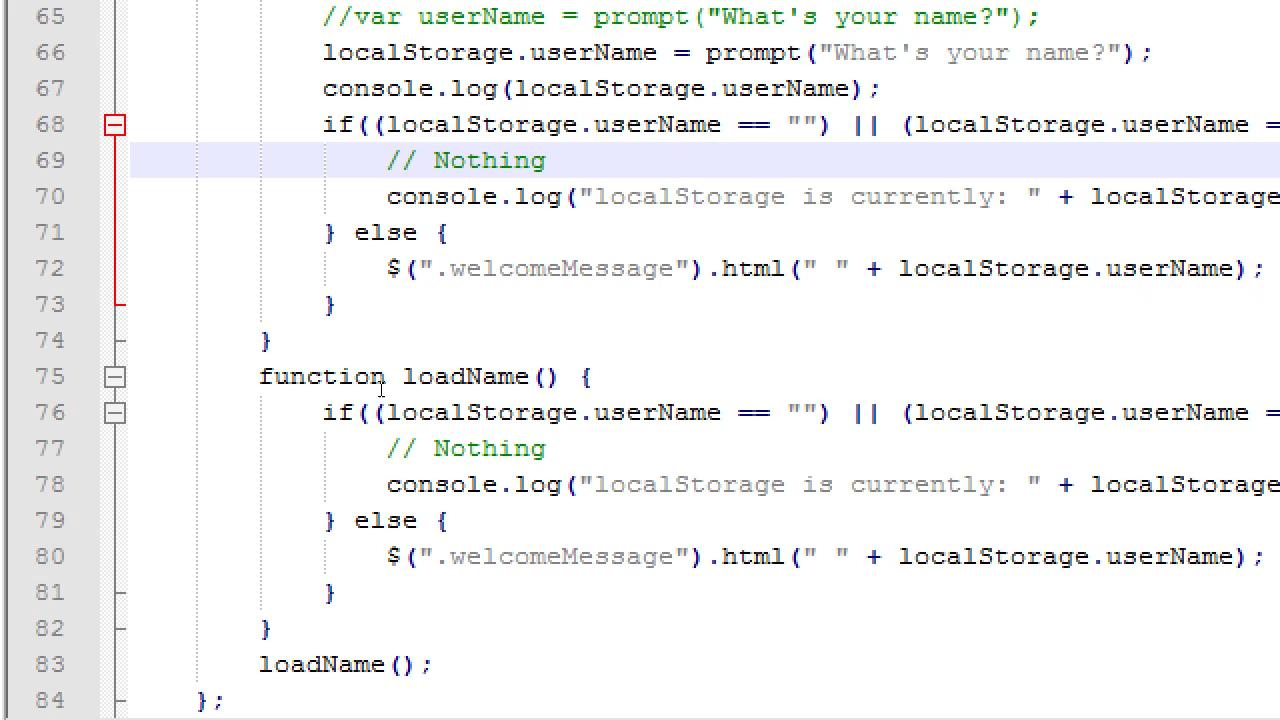 65 //var userName = prompt("What's your name?");
66 localStorage.userName = prompt("What's your name?");
67 console.log(localStorage.userName);
68 if((localStorage.userName == "") || (localStorage.userName =
69 // Nothing
70 console.log("localStorage is currently: " + localStorage
71 } else {
72 $(".welcomeMessage").html(" " + localStorage.userName);
73 }
74 }
75 function loadName() {
76 if((localStorage.userName == "") || (localStorage.userName =
77 // Nothing
78 console.log("localStorage is currently: " + localStorage
79 } else {
80 $(".welcomeMessage").html(" " + localStorage.userName);
81 }
82 }
83 loadName();
84 };